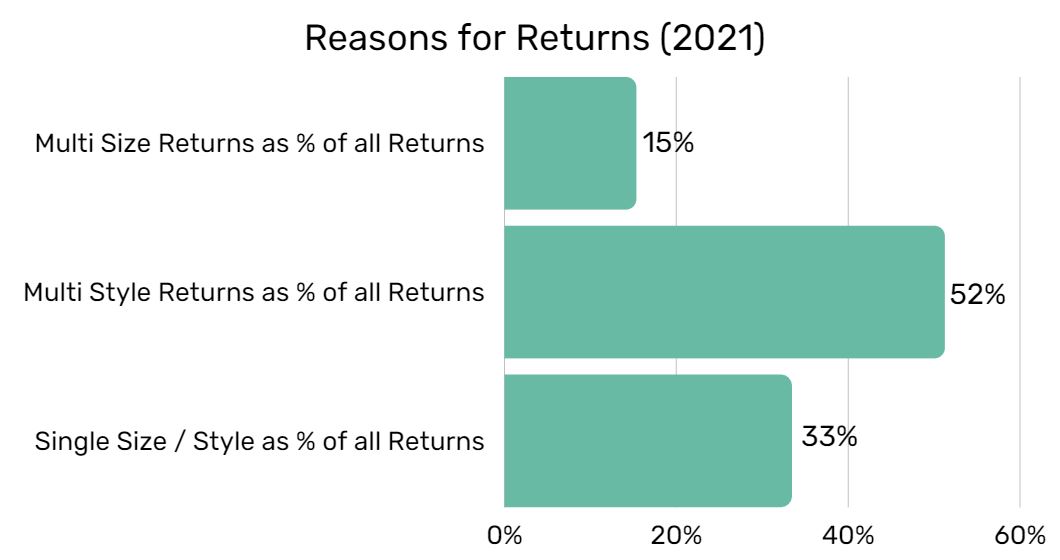 Reasons for Returns (2021)
Multi Size Returns as % of all Returns
15%
Multi Style Returns as % of all Returns
52%
Single Size / Style as % of all Returns
33%
0%
20%
40%
60%